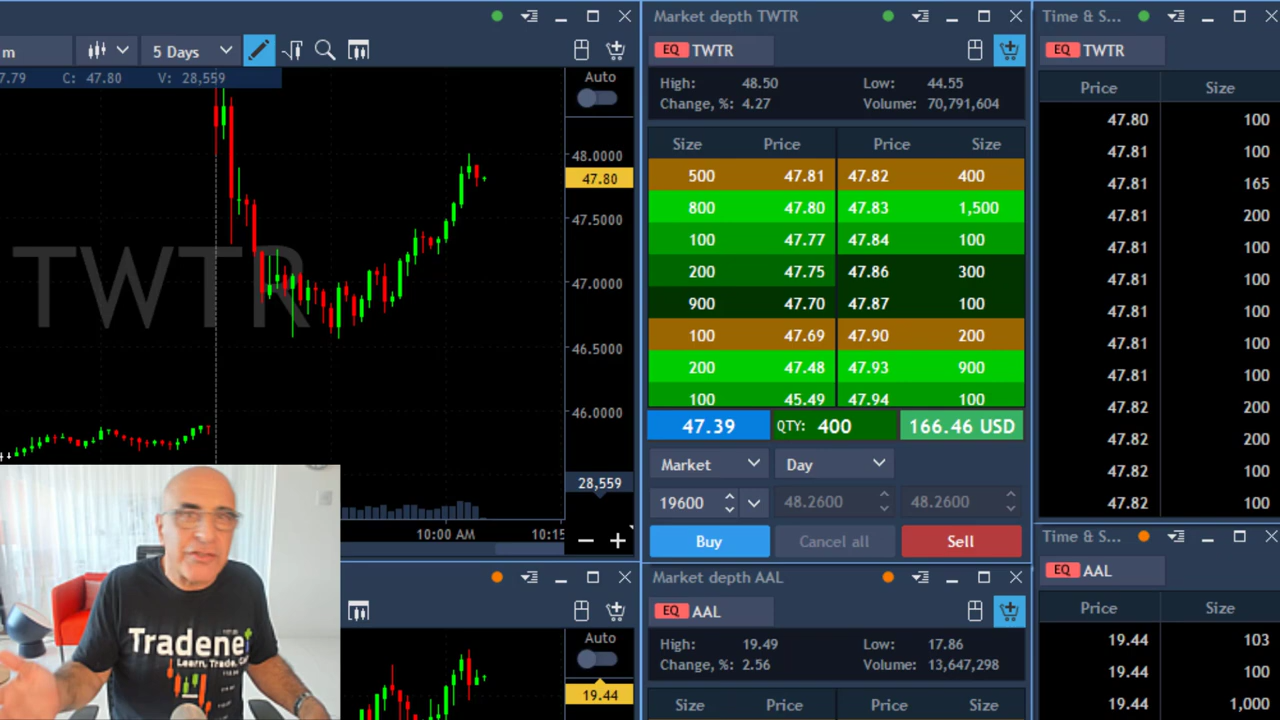 Market depth TWTR
Time & S...
m
5 Days
EQ TWTR
EQ TWTR
7.79 C: 47.80 V: 28,559
Auto
High: 48.50 Low: 44.55
Change, %: 4.27 Volume: 70,791,604
Price Size
47.80 100
47.81 100
47.81 165
47.81 200
47.81 100
47.81 100
47.81 100
47.81 100
47.81 100
47.82 200
47.82 200
47.82 100
47.82 100
Size Price Price Size
500 47.81 47.82 400
800 47.80 47.83 1,500
100 47.77 47.84 100
200 47.75 47.86 300
900 47.70 47.87 100
100 47.69 47.90 200
200 47.48 47.93 900
100 45.49 47.94 100
48.0000
47.80
47.5000
47.0000
46.5000
46.0000
28,559
TWTR
10:00 AM 10:15
47.39 QTY: 400 166.46 USD
Market Day
19600 48.2600 48.2600
Buy Cancel all Sell
Market depth AAL
Time & S...
EQ AAL
EQ AAL
Auto
19.44
High: 19.49 Low: 17.86
Change, %: 2.56 Volume: 13,647,298
Size Price Price Size
Price Size
19.44 103
19.44 100
19.44 1,000
Tradene